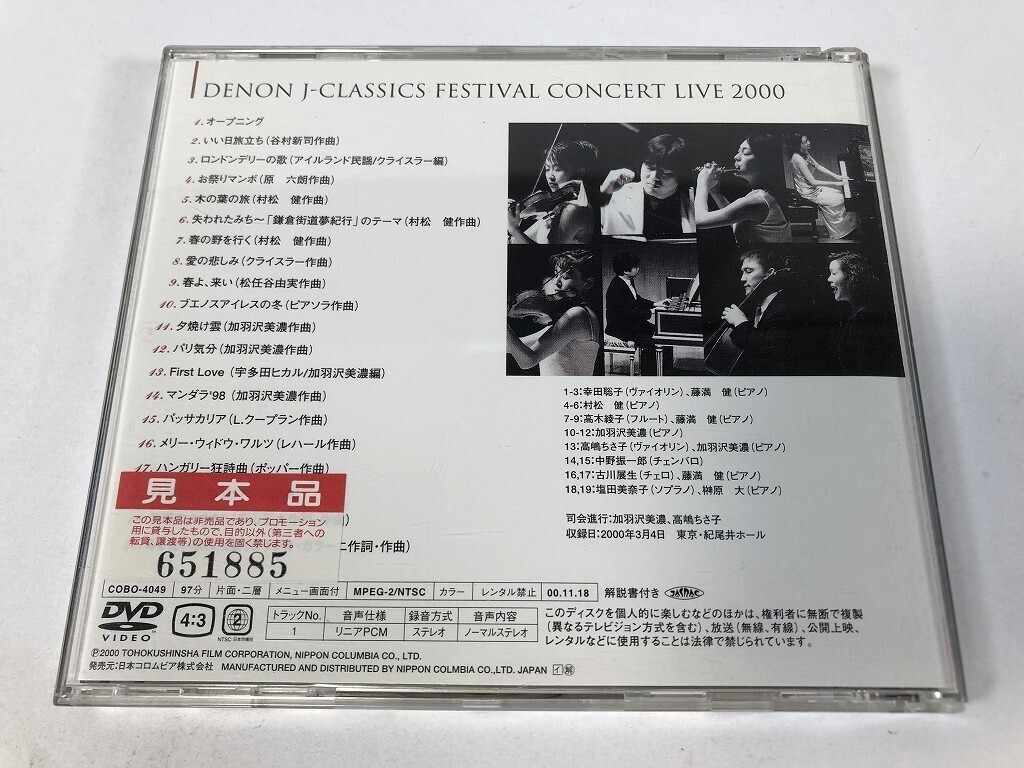 DENON J-CLASSICS FESTIVAL CONCERT LIVE 2000
1. オープニング
2. いい日旅立ち(谷村新司作曲)
3. ロンドンデリーの歌(アイルランド民謡/クライスラー編)
4. お祭りマンボ(原　六朗作曲)
5. 木の葉の旅(村松　健作曲)
6. 失われたみち〜「鎌倉街道夢紀行」のテーマ(村松　健作曲)
7. 春の野を行く(村松　健作曲)
8. 愛の悲しみ(クライスラー作曲)
9. 春よ、来い(松任谷由実作曲)
10. ブエノスアイレスの冬(ピアソラ作曲)
11. 夕焼け雲(加羽沢美濃作曲)
12. パリ気分(加羽沢美濃作曲)
13. First Love (宇多田ヒカル/加羽沢美濃編)
14. マンダラ'98 (加羽沢美濃作曲)
15. パッサカリア(L.クープラン作曲)
16. メリー・ウィドウ・ワルツ(レハール作曲)
17. ハンガリー狂詩曲(ポッパー作曲)
作詞・作曲)
見本品
この見本品は非売品であり、プロモーション
用に貸与したもので、目的以外(第三者への
転貸、譲渡等)の使用を固く禁じます。
651885
1-3:幸田聡子(ヴァイオリン)、藤満　健(ピアノ)
4-6:村松　健(ピアノ)
7-9:高木綾子(フルート)、藤満　健(ピアノ)
10-12:加羽沢美濃(ピアノ)
13:高嶋ちさ子(ヴァイオリン)、加羽沢美濃(ピアノ)
14,15:中野振一郎(チェンバロ)
16,17:古川展生(チェロ)、藤満　健(ピアノ)
18,19:塩田美奈子(ソプラノ)、榊原　大(ピアノ)
司会進行:加羽沢美濃、高嶋ちさ子
収録日:2000年3月4日　東京・紀尾井ホール
COBO-4049 97分 片面・二層 メニュー画面付 MPEG-2/NTSC カラー レンタル禁止 00.11.18 解説書付き JASRAC
DVD VIDEO
4:3
2
NTSC 日本市場向
トラックNo. 音声仕様 録音方式 音声内容
1 リニアPCM ステレオ ノーマルステレオ
このディスクを個人的に楽しむなどのほかは、権利者に無断で複製
(異なるテレビジョン方式を含む)、放送(無線、有線)、公開上映、
レンタルなどに使用することは法律で禁じられています。
Ⓟ2000 TOHOKUSHINSHA FILM CORPORATION, NIPPON COLUMBIA CO., LTD.
発売元:日本コロムビア株式会社 MANUFACTURED AND DISTRIBUTED BY NIPPON COLMBIA CO.,LTD. JAPAN